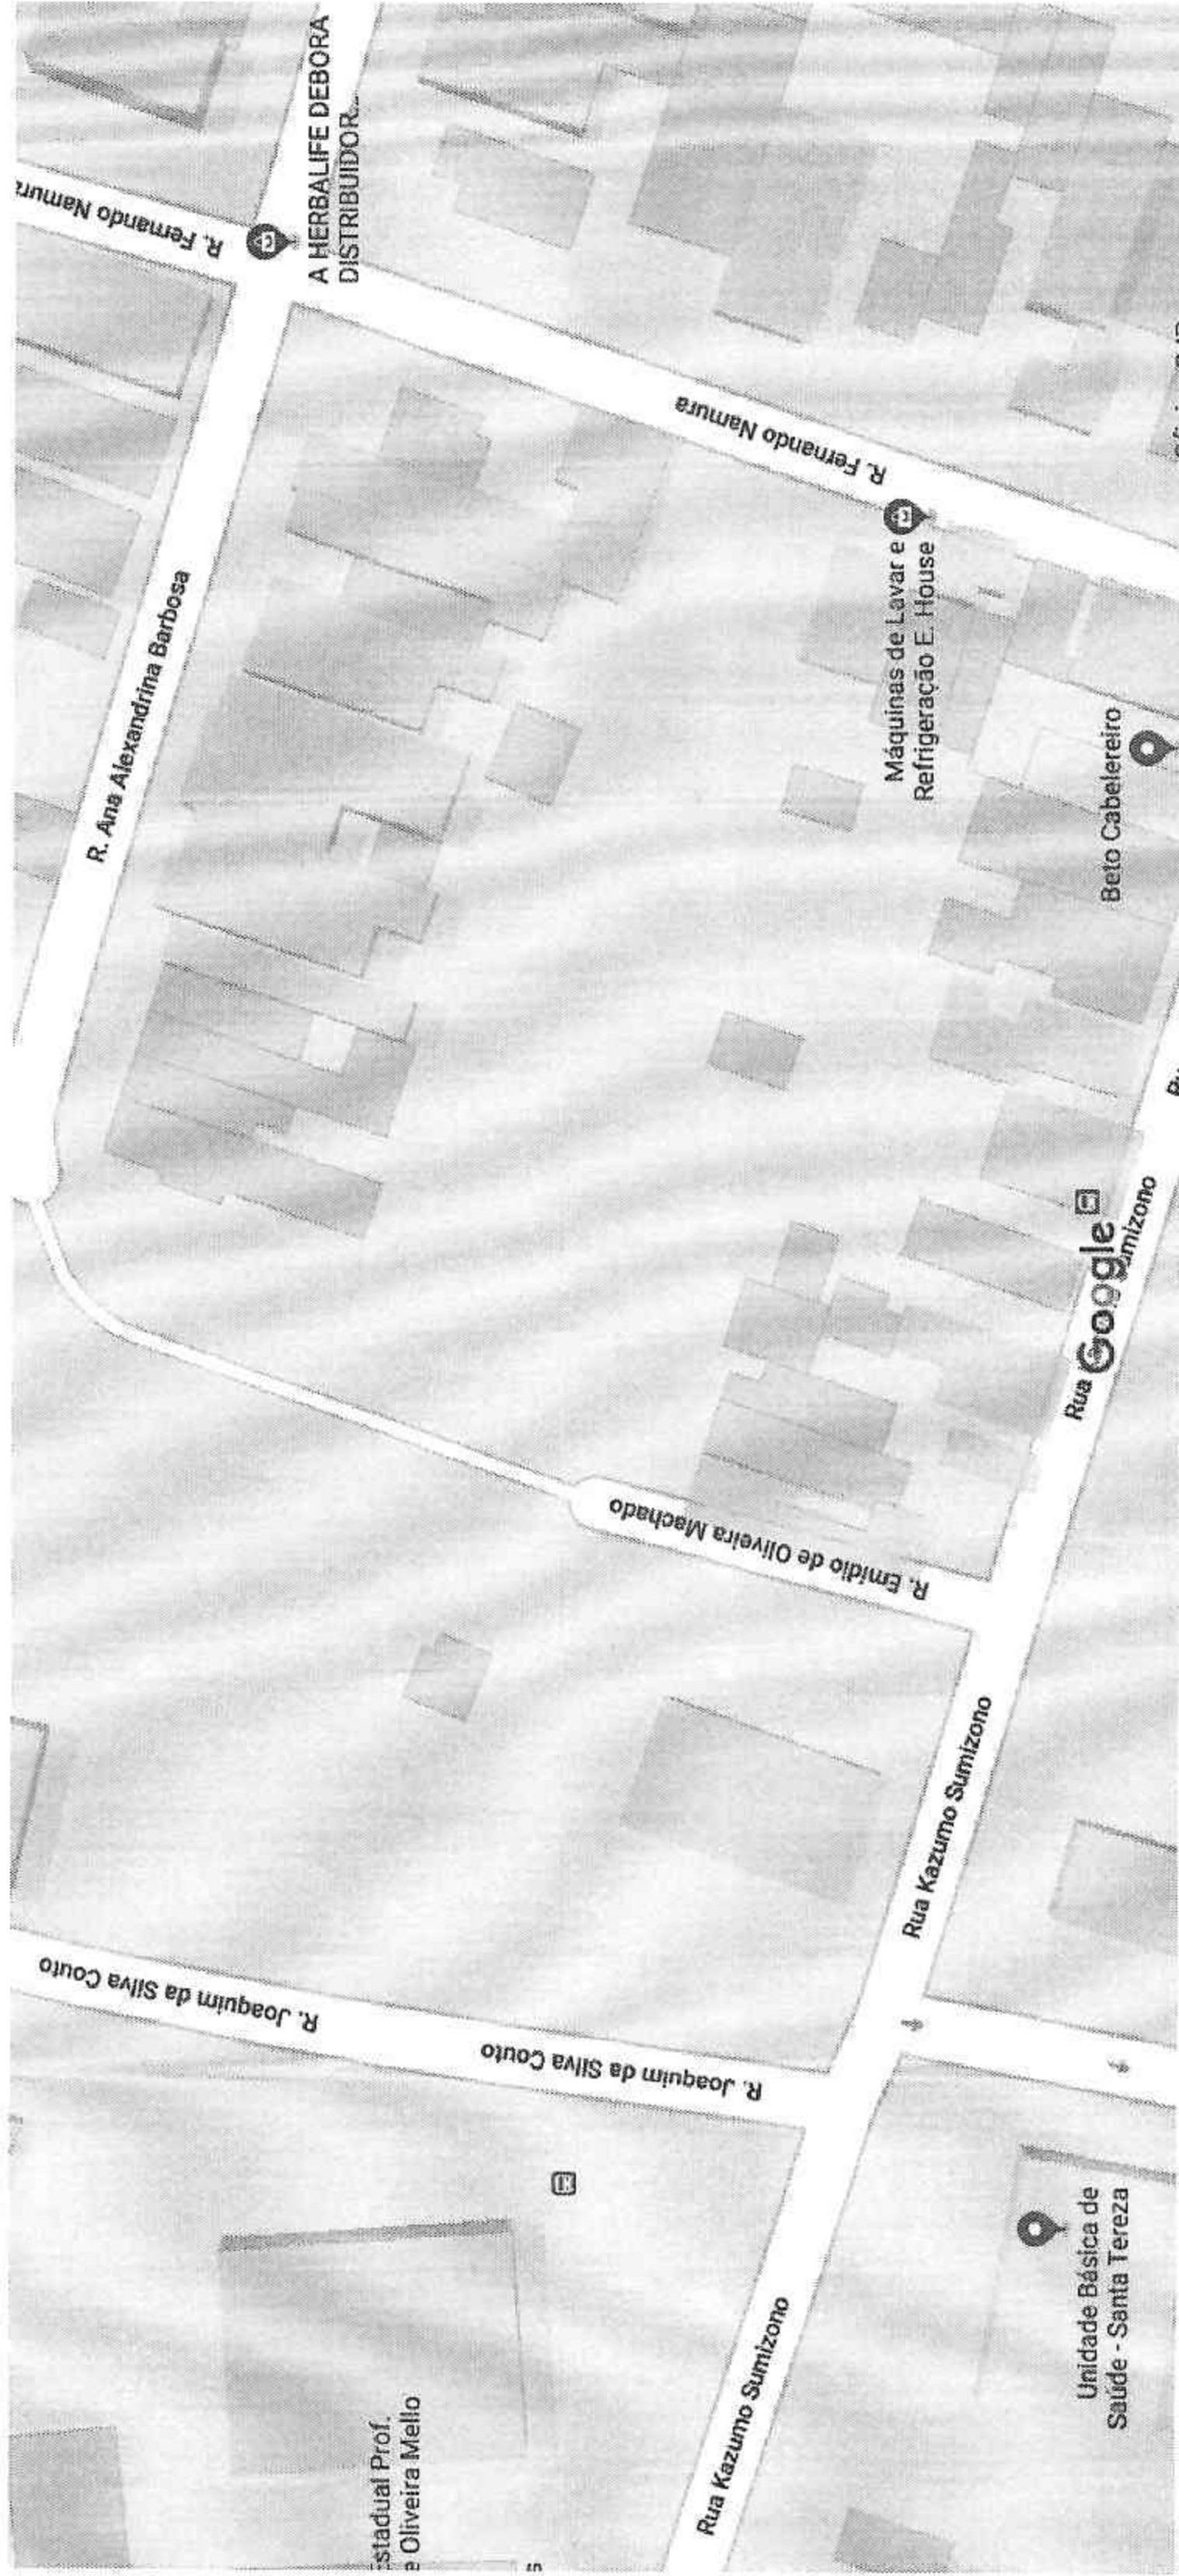 Estadual Prof.
e Oliveira Mello
R. Joaquim da Silva Couto
R. Joaquim da Silva Couto
Rua Kazumo Sumizono
Unidade Básica de
Saúde - Santa Tereza
Rua Kazumo Sumizono
R. Emídio de Oliveira Machado
R. Ana Alexandrina Barbosa
Rua
Google
mizono
Máquinas de Lavar e
Refrigeração E. House
Beto Cabelereiro
R. Fernando Namura
R. Fernando Namura
A HERBALIFE DEBORA
DISTRIBUIDOR...